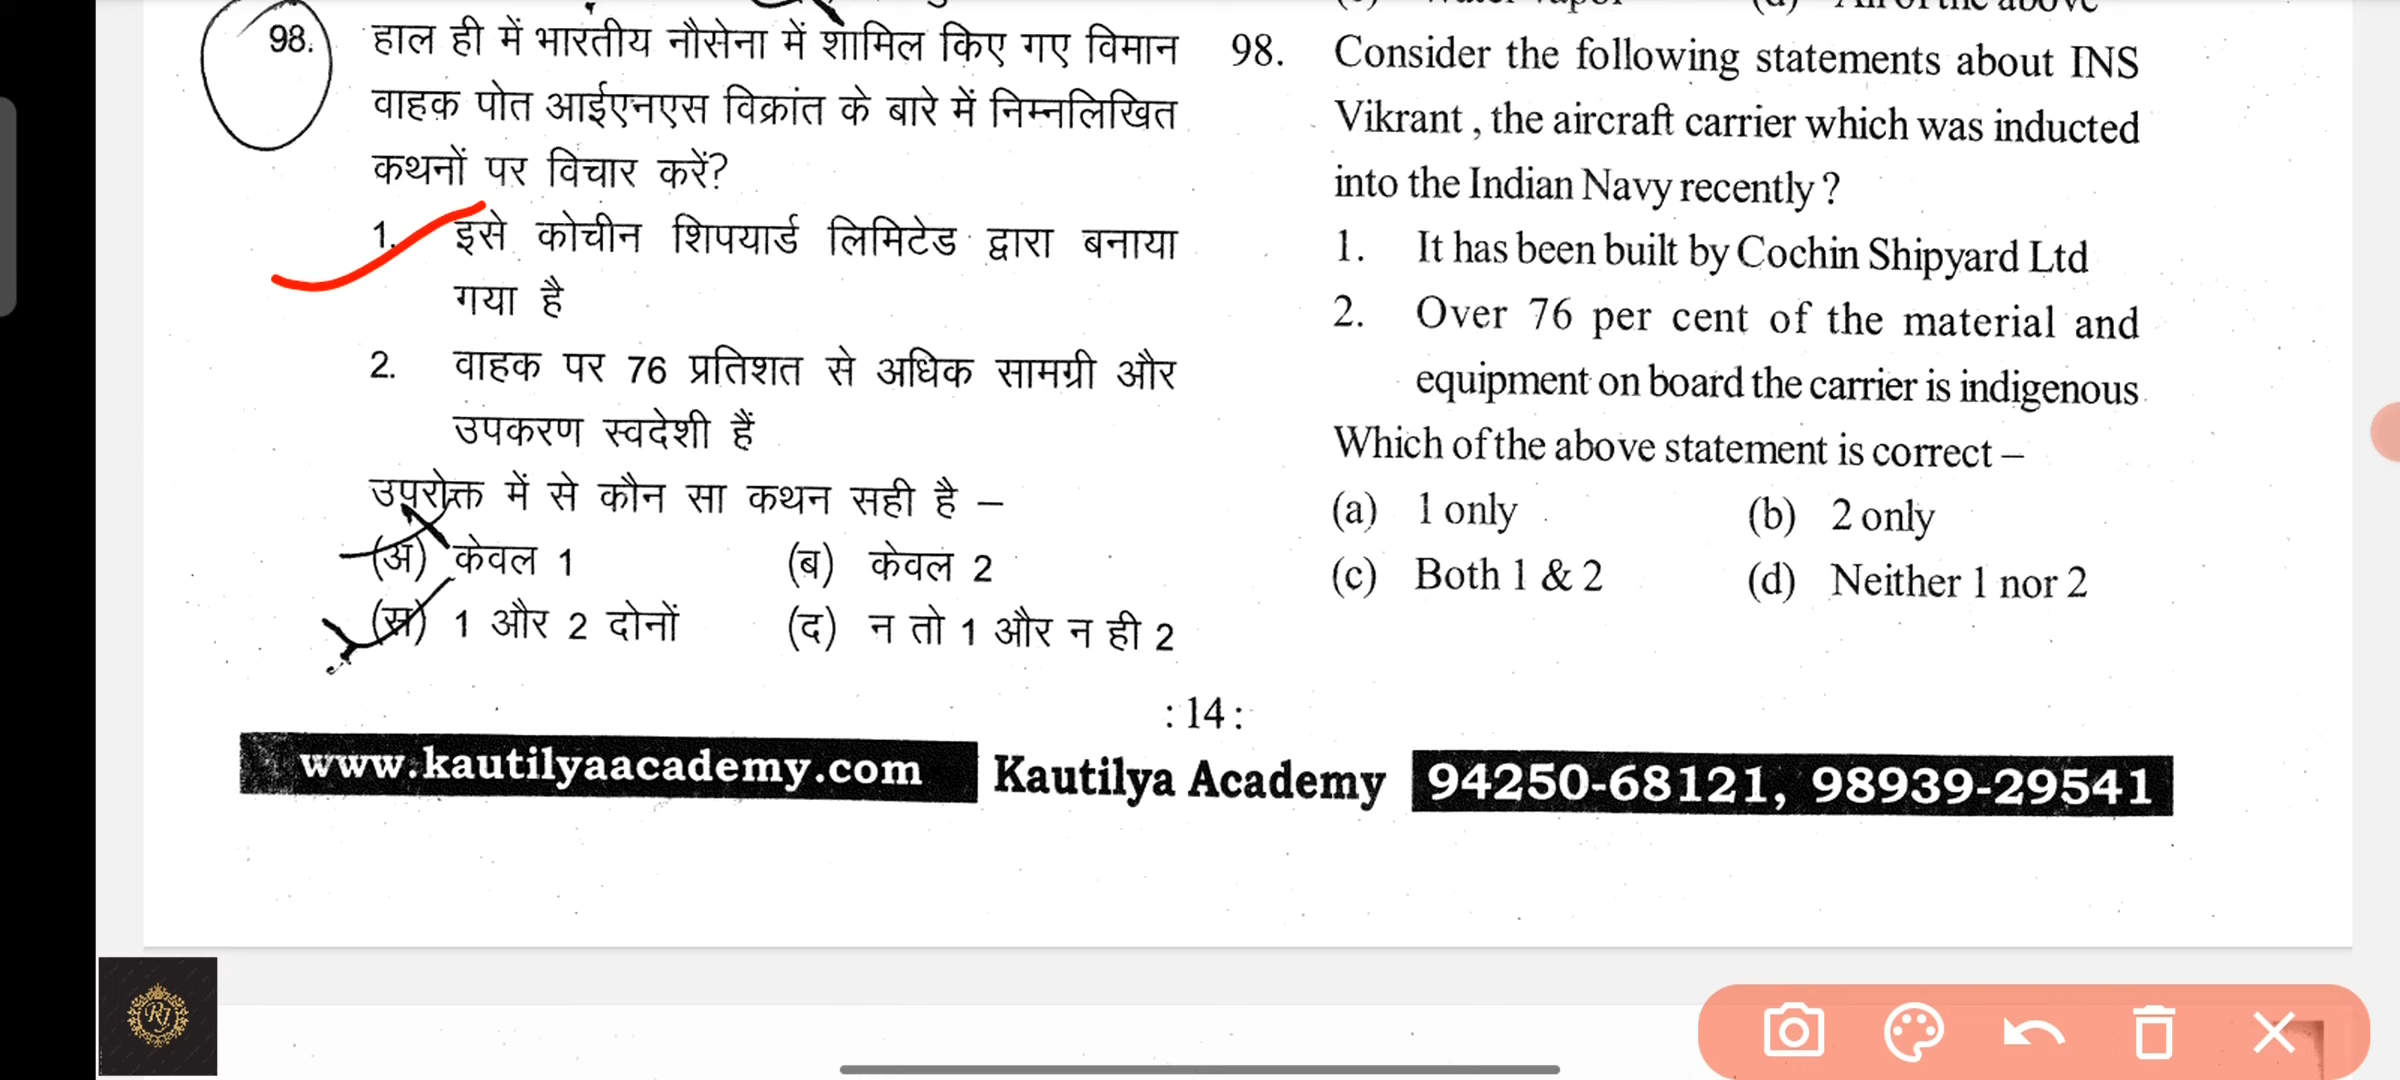 98. हाल ही में भारतीय नौसेना में शामिल किए गए विमान
वाहक पोत आईएनएस विक्रांत के बारे में निम्नलिखित
कथनों पर विचार करें?
1. इसे कोचीन शिपयार्ड लिमिटेड द्वारा बनाया
गया है
2. वाहक पर 76 प्रतिशत से अधिक सामग्री और
उपकरण स्वदेशी हैं
उपरोक्त में से कौन सा कथन सही है –
(अ) केवल 1 (ब) केवल 2
(स) 1 और 2 दोनों (द) न तो 1 और न ही 2
98. Consider the following statements about INS
Vikrant , the aircraft carrier which was inducted
into the Indian Navy recently ?
1. It has been built by Cochin Shipyard Ltd
2. Over 76 per cent of the material and
equipment on board the carrier is indigenous
Which of the above statement is correct –
(a) 1 only (b) 2 only
(c) Both 1 & 2 (d) Neither 1 nor 2
: 14 :
www.kautilyaacademy.com Kautilya Academy 94250-68121, 98939-29541
RJ